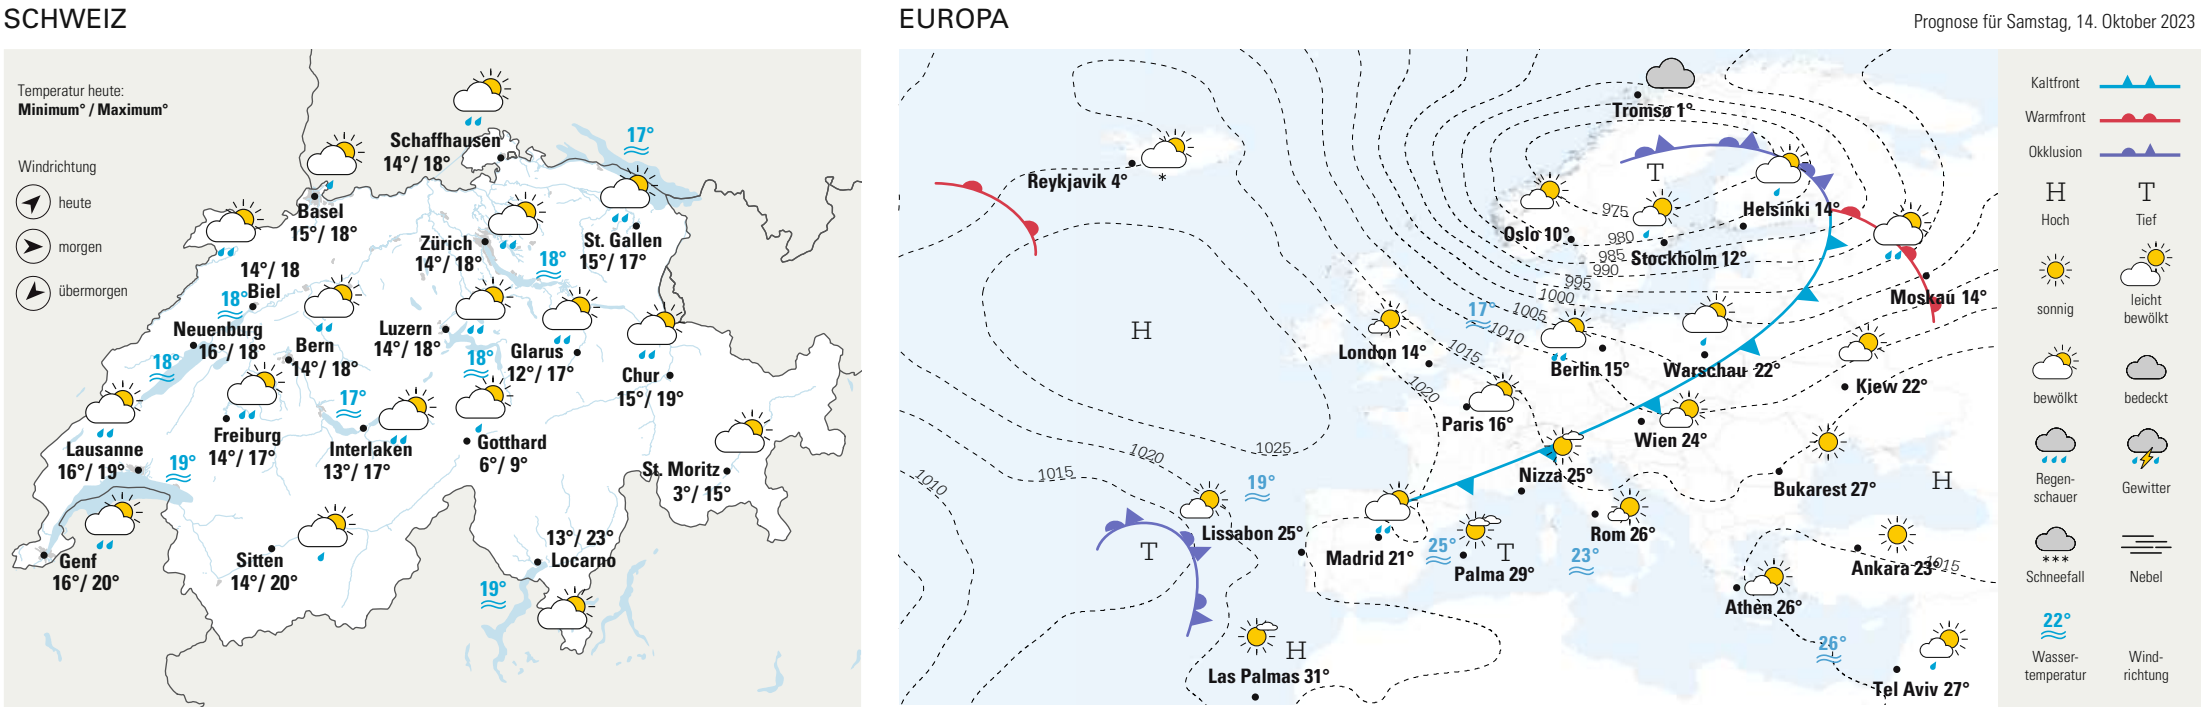 SCHWEIZ
Temperatur heute:
Minimum° / Maximum°
Windrichtung
heute
morgen
übermorgen
Schaffhausen
14°/ 18°
17°
Basel
15°/ 18°
Zürich
14°/ 18°
St. Gallen
15°/ 17°
18°
14°/ 18
Biel
18°
Neuenburg
16°/ 18°
18°
Bern
14°/ 18°
Luzern
14°/ 18°
18°
Glarus
12°/ 17°
Chur
15°/ 19°
17°
Freiburg
14°/ 17°
Interlaken
13°/ 17°
Gotthard
6°/ 9°
Lausanne
16°/ 19°
19°
St. Moritz
3°/ 15°
Genf
16°/ 20°
Sitten
14°/ 20°
13°/ 23°
Locarno
19°
EUROPA
Prognose für Samstag, 14. Oktober 2023
Tromsø 1°
Reykjavik 4°
T
975
Oslo 10°
980
Helsinki 14°
985
Stockholm 12°
990
995
1000
Moskau 14°
1005
17°
1010
H
London 14°
1015
Berlin 15°
Warschau 22°
1020
Kiew 22°
Paris 16°
Wien 24°
1025
1020
1015
1010
19°
Nizza 25°
Bukarest 27°
H
Lissabon 25°
T
Madrid 21°
25°
T
Palma 29°
Rom 26°
23°
Ankara 23°
1015
Athen 26°
26°
H
Las Palmas 31°
Tel Aviv 27°
Kaltfront
Warmfront
Okklusion
H
Hoch
T
Tief
sonnig
leicht
bewölkt
bewölkt
bedeckt
Regen-
schauer
Gewitter
Schneefall
Nebel
22°
Wasser-
temperatur
Wind-
richtung